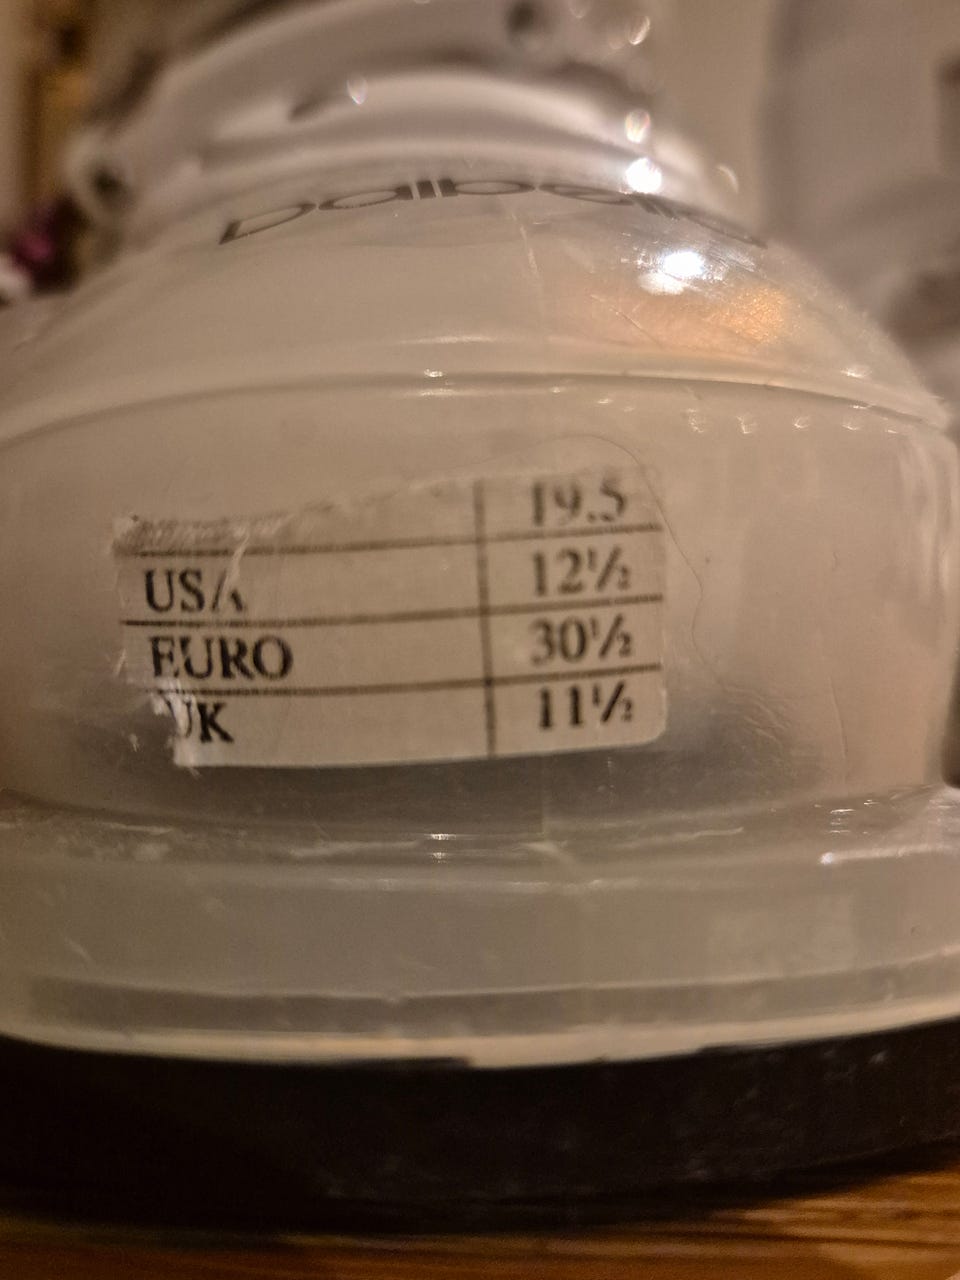 19.5
USA 12½
EURO 30½
UK 11½